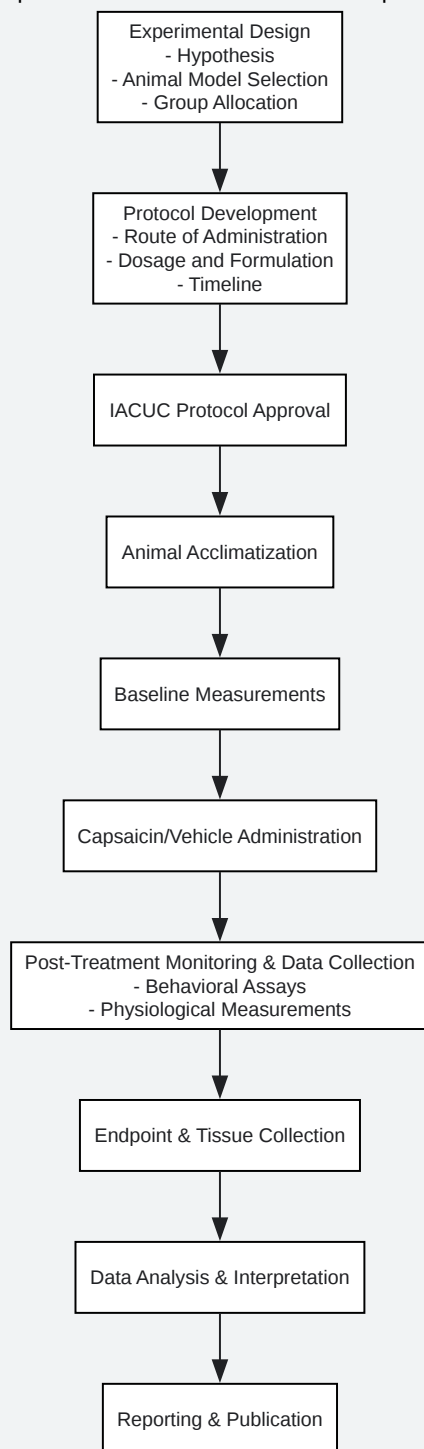 Experimental Design
- Hypothesis
- Animal Model Selection
- Group Allocation
Protocol Development
- Route of Administration
- Dosage and Formulation
- Timeline
IACUC Protocol Approval
Animal Acclimatization
Baseline Measurements
Capsaicin/Vehicle Administration
Post-Treatment Monitoring & Data Collection
- Behavioral Assays
- Physiological Measurements
Endpoint & Tissue Collection
Data Analysis & Interpretation
Reporting & Publication